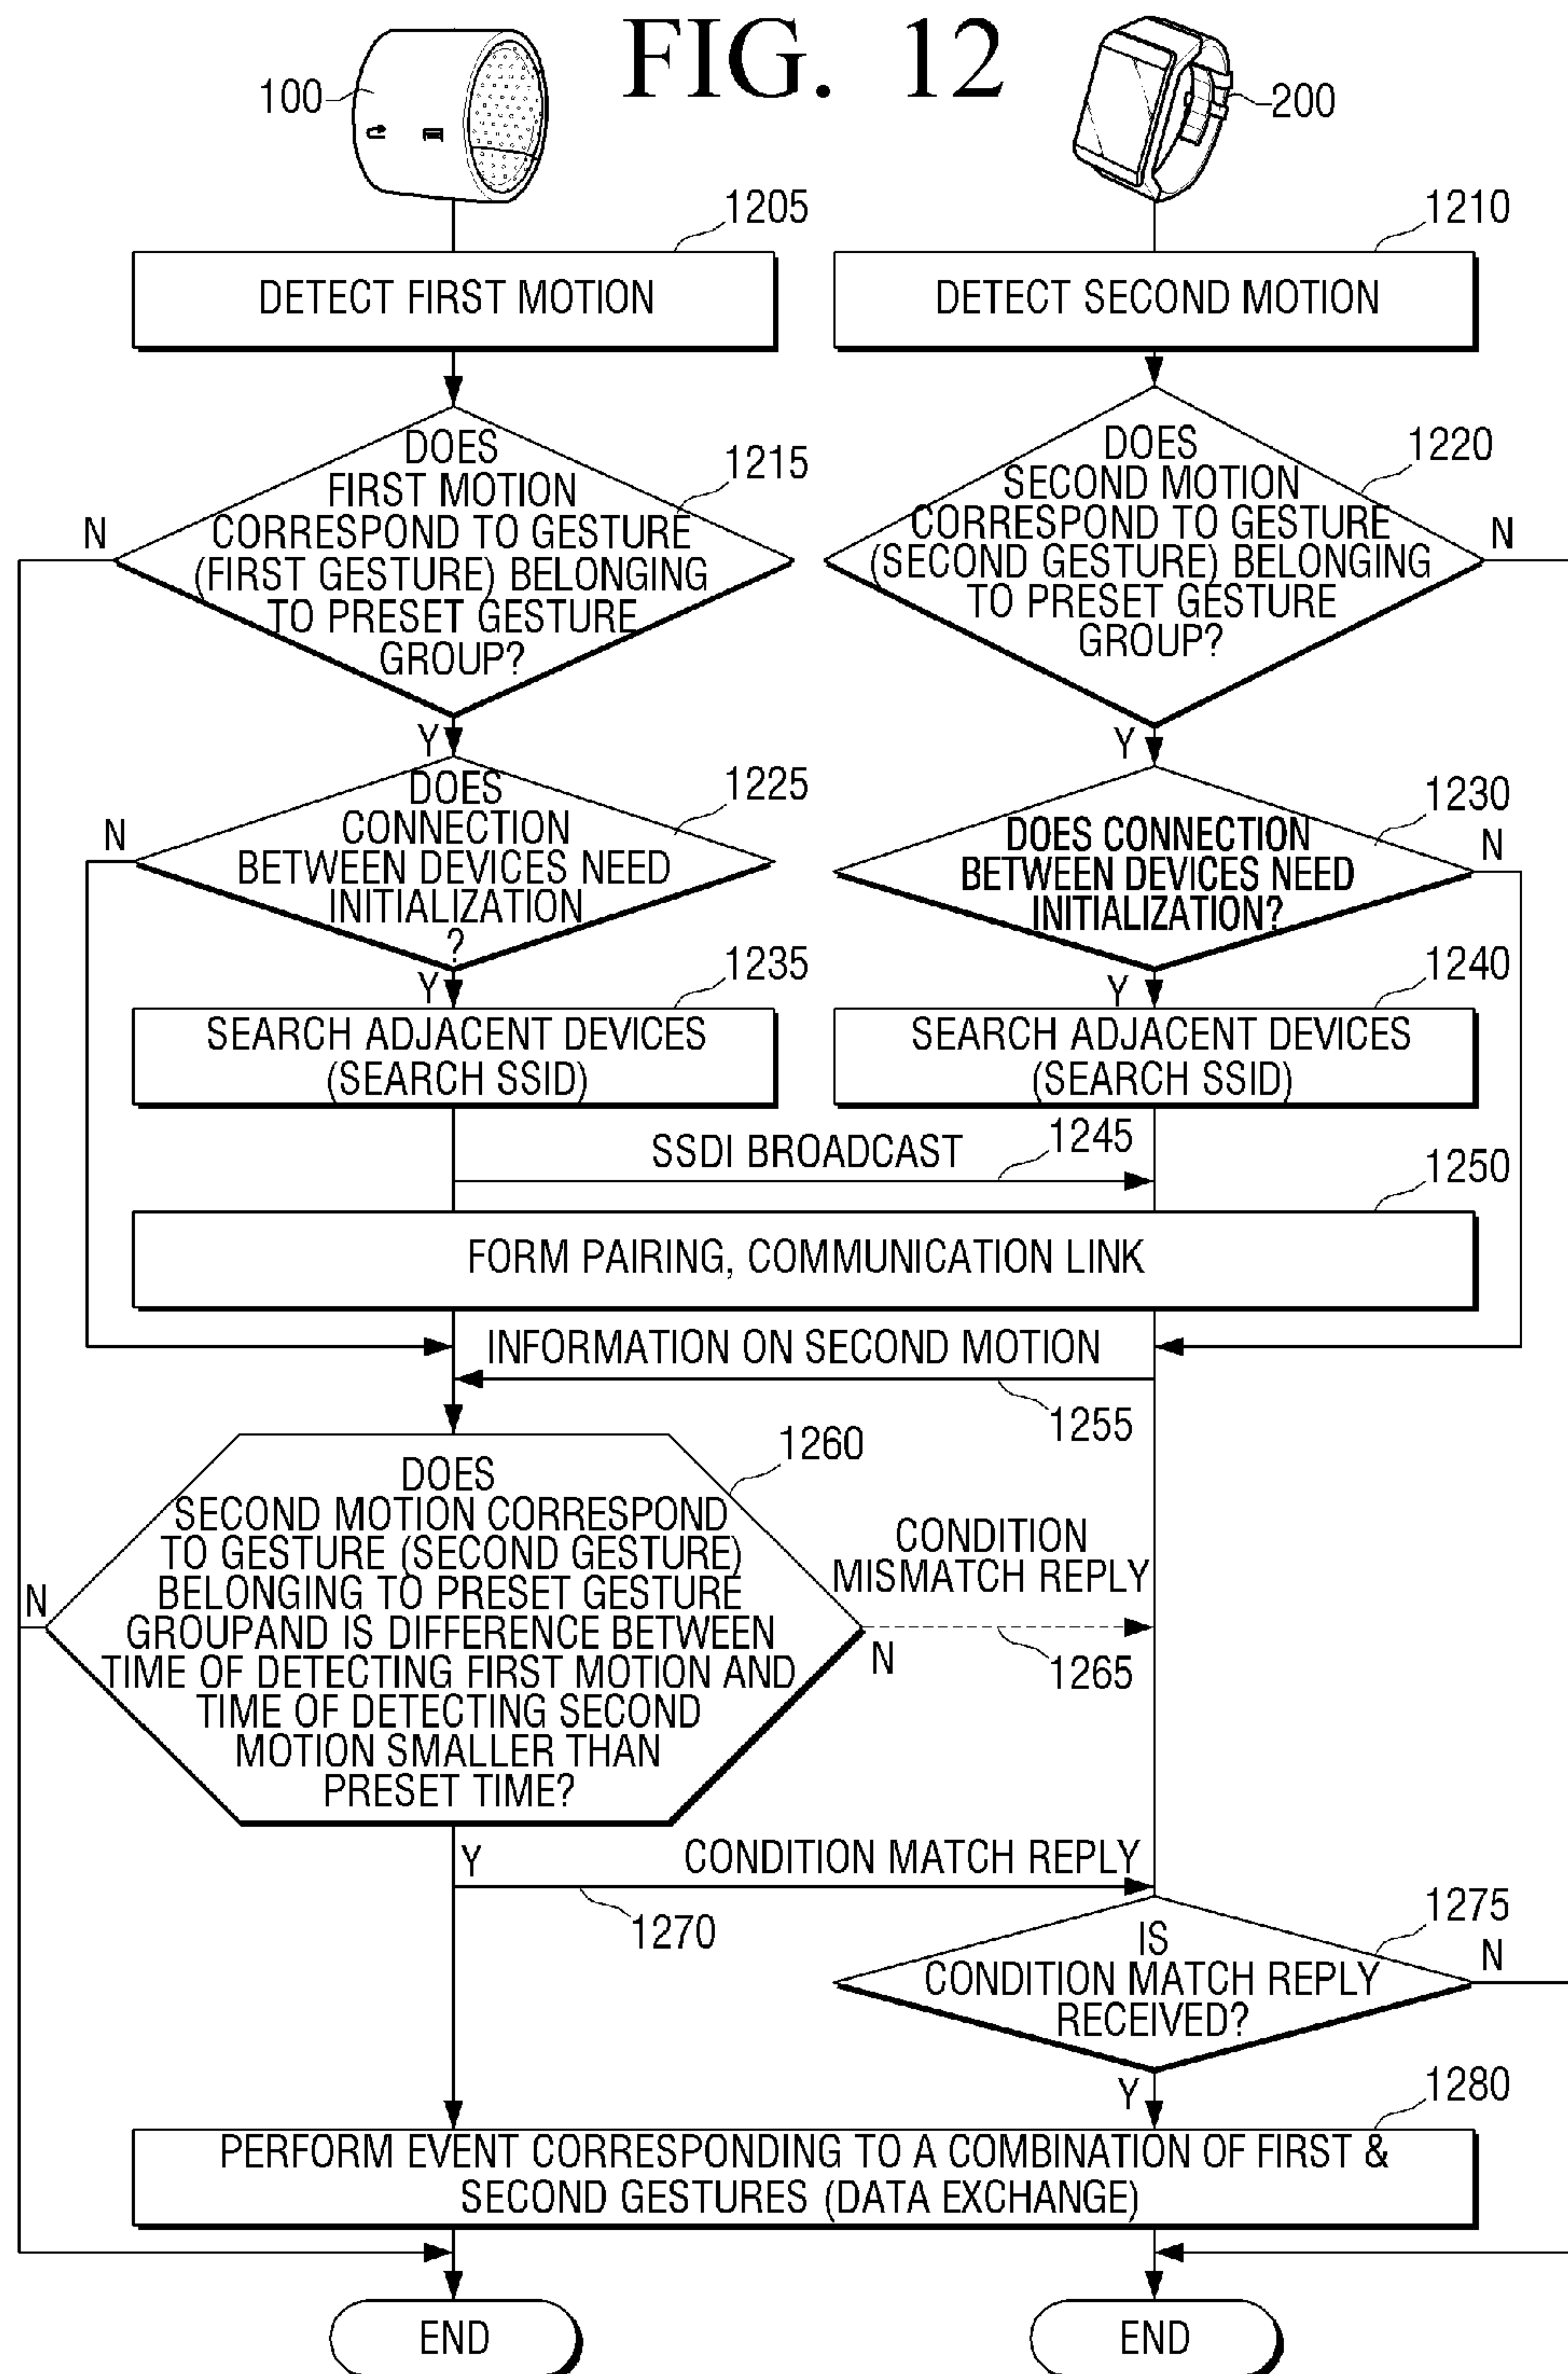 FIG. 12
100
200
1205
1210
DETECT FIRST MOTION
DETECT SECOND MOTION
DOES
FIRST MOTION
CORRESPOND TO GESTURE
(FIRST GESTURE) BELONGING
TO PRESET GESTURE
GROUP?
1215
N
Y
DOES
SECOND MOTION
CORRESPOND TO GESTURE
(SECOND GESTURE) BELONGING
TO PRESET GESTURE
GROUP?
1220
N
Y
DOES
CONNECTION
BETWEEN DEVICES NEED
INITIALIZATION
?
1225
N
Y
DOES CONNECTION
BETWEEN DEVICES NEED
INITIALIZATION?
1230
N
Y
1235
SEARCH ADJACENT DEVICES
(SEARCH SSID)
1240
SEARCH ADJACENT DEVICES
(SEARCH SSID)
SSDI BROADCAST
1245
1250
FORM PAIRING, COMMUNICATION LINK
INFORMATION ON SECOND MOTION
1255
1260
DOES
SECOND MOTION CORRESPOND
TO GESTURE (SECOND GESTURE)
BELONGING TO PRESET GESTURE
GROUPAND IS DIFFERENCE BETWEEN
TIME OF DETECTING FIRST MOTION AND
TIME OF DETECTING SECOND
MOTION SMALLER THAN
PRESET TIME?
N
N
CONDITION
MISMATCH REPLY
1265
Y
CONDITION MATCH REPLY
1270
1275
IS
CONDITION MATCH REPLY
RECEIVED?
N
Y
1280
PERFORM EVENT CORRESPONDING TO A COMBINATION OF FIRST &
SECOND GESTURES (DATA EXCHANGE)
END
END